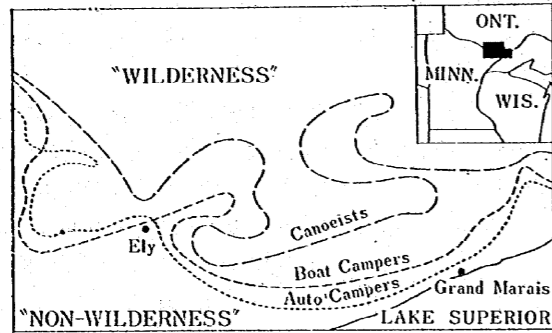 ONT.
MINN.
WIS.
"WILDERNESS"
Canoeists
Ely
Boat Campers
Auto Campers
Grand Marais
"NON-WILDERNESS"
LAKE SUPERIOR